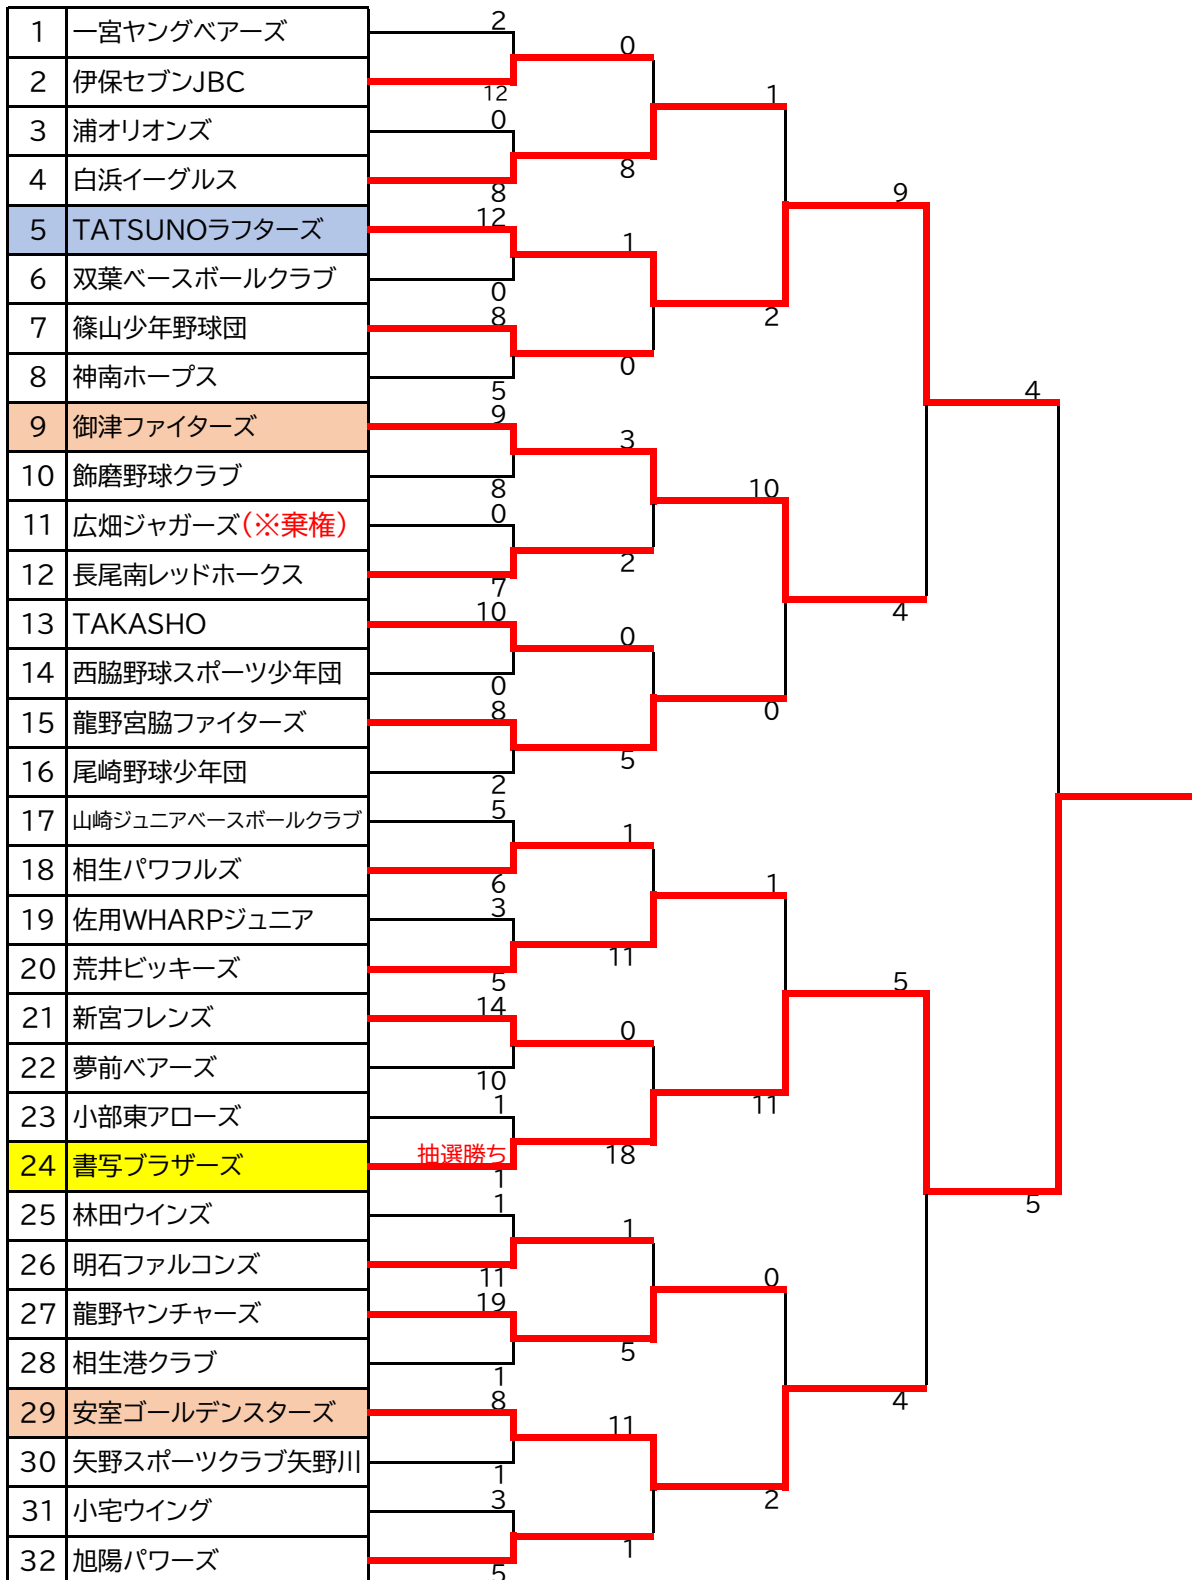 1 一宮ヤングベアーズ 2
2 伊保セブンJBC 12
0
3 浦オリオンズ 0
4 白浜イーグルス 8
8
1
5 TATSUNOラフターズ 12
6 双葉ベースボールクラブ 0
1
7 篠山少年野球団 8
8 神南ホープス 5
0
2
9
9 御津ファイターズ 9
10 飾磨野球クラブ 8
3
11 広畑ジャガーズ(※棄権) 0
12 長尾南レッドホークス 7
2
10
13 TAKASHO 10
14 西脇野球スポーツ少年団 0
0
15 龍野宮脇ファイターズ 8
16 尾崎野球少年団 2
5
0
4
4
17 山崎ジュニアベースボールクラブ 5
18 相生パワフルズ 6
1
19 佐用WHARPジュニア 3
20 荒井ビッキーズ 5
11
1
21 新宮フレンズ 14
22 夢前ベアーズ 10
0
23 小部東アローズ 1
24 書写ブラザーズ 抽選勝ち 1
18
11
5
25 林田ウインズ 1
26 明石ファルコンズ 11
1
27 龍野ヤンチャーズ 19
28 相生港クラブ 1
5
0
29 安室ゴールデンスターズ 8
30 矢野スポーツクラブ矢野川 1
11
31 小宅ウイング 3
32 旭陽パワーズ 5
1
2
4
5